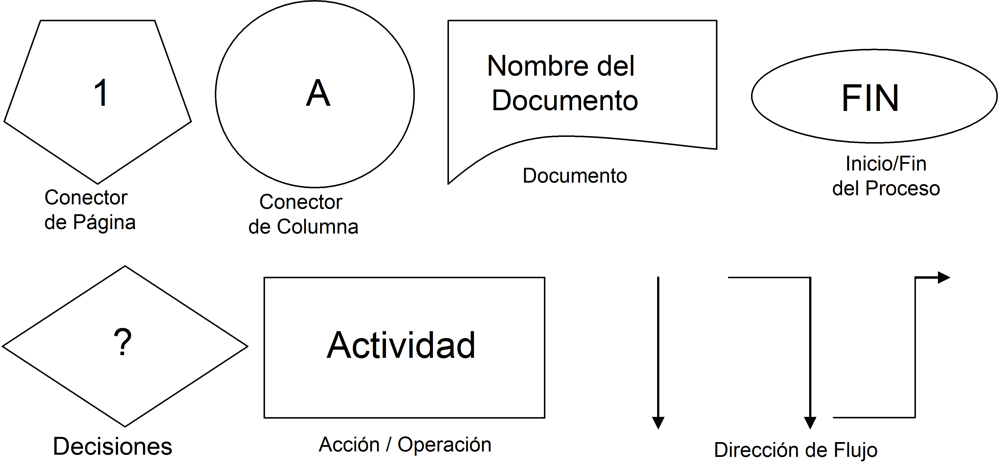 1
Conector
de Página
A
Conector
de Columna
Nombre del
Documento
Documento
FIN
Inicio/Fin
del Proceso
?
Decisiones
Actividad
Acción / Operación
Dirección de Flujo